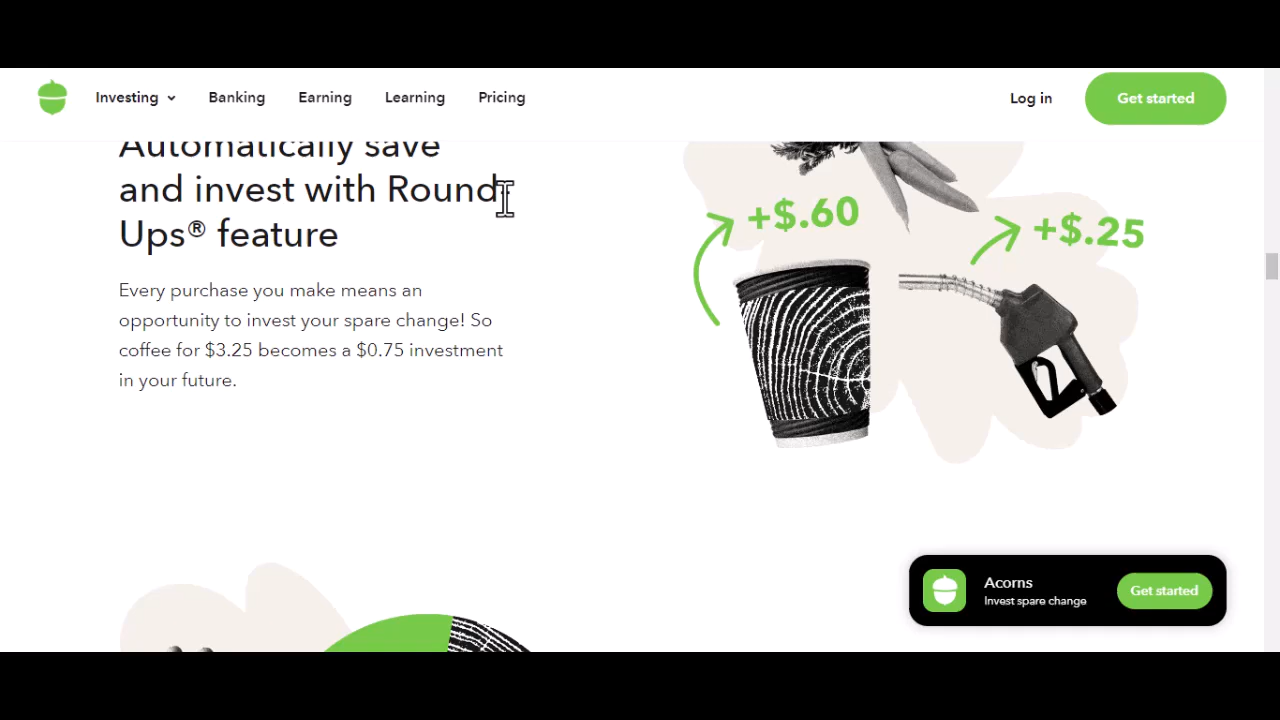 Investing
Banking
Earning
Learning
Pricing
Log in
Get started
Automatically save
and invest with Round-
Ups® feature
Every purchase you make means an
opportunity to invest your spare change! So
coffee for $3.25 becomes a $0.75 investment
in your future.
+$.60
+$.25
Acorns
Invest spare change
Get started